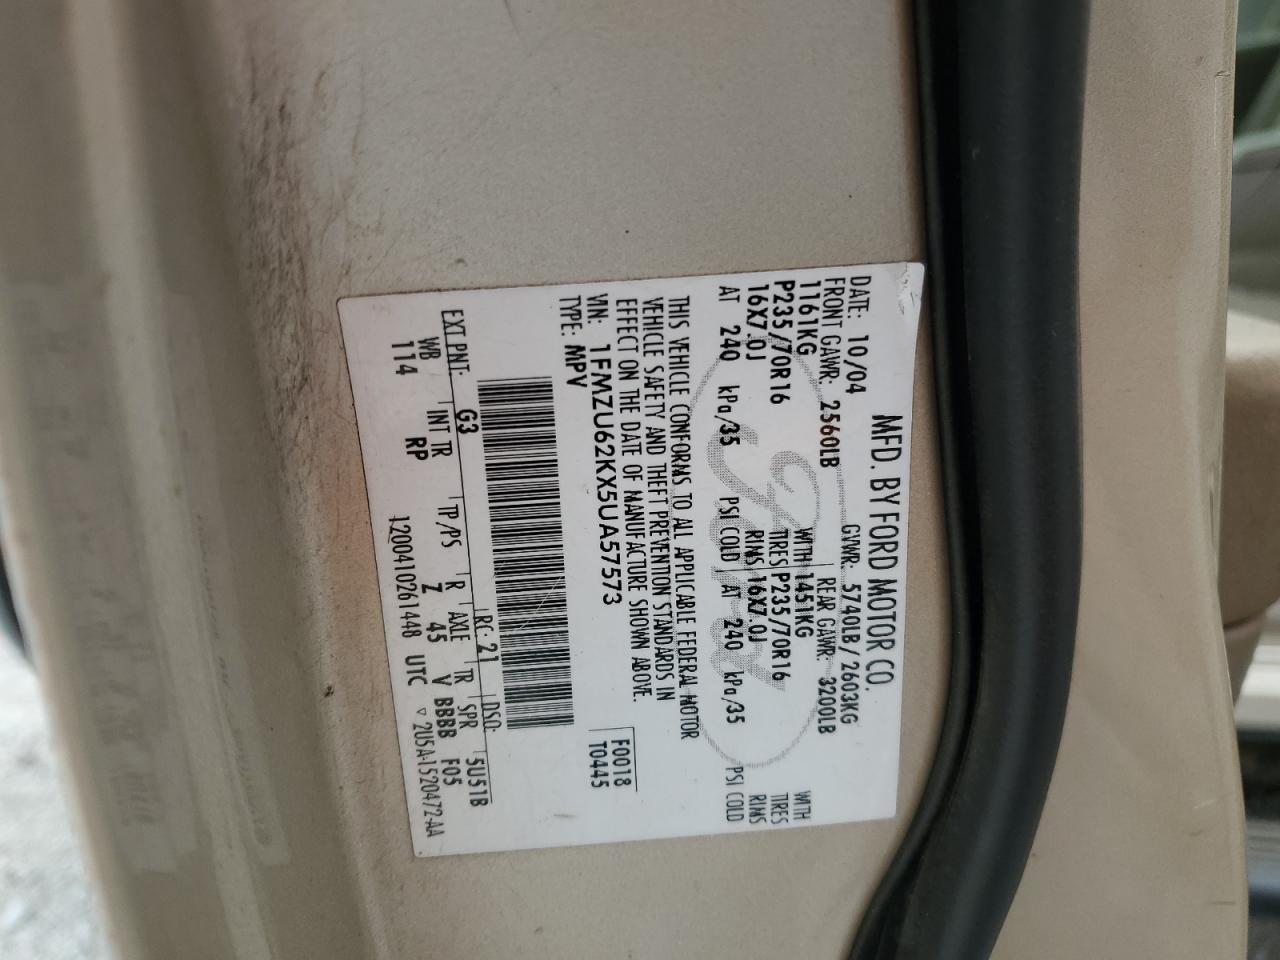 MFD. BY FORD MOTOR CO.
DATE: 10/04 GVWR: 5740LB/ 2603KG
FRONT GAWR: 2560LB REAR GAWR: 3200LB
1161KG WITH 1451KG WITH
P235/70R16 TIRES P235/70R16 TIRES
16X7.0J RIMS 16X7.0J RIMS
AT 240 kPa/35 PSI COLD AT 240 kPa/35 PSI COLD
THIS VEHICLE CONFORMS TO ALL APPLICABLE FEDERAL MOTOR
VEHICLE SAFETY AND THEFT PREVENTION STANDARDS IN
EFFECT ON THE DATE OF MANUFACTURE SHOWN ABOVE.
VIN: 1FMZU62KX5UA57573
TYPE: MPV
F0018
T0445
EXT PNT: G3 RC: 21 DSO:
WB INT TR TP/PS R AXLE TR SPR 5U51B
114 RP Z 45 V BBBB F05
1200410261448 UTC ▽ 2U5A-1520472-AA